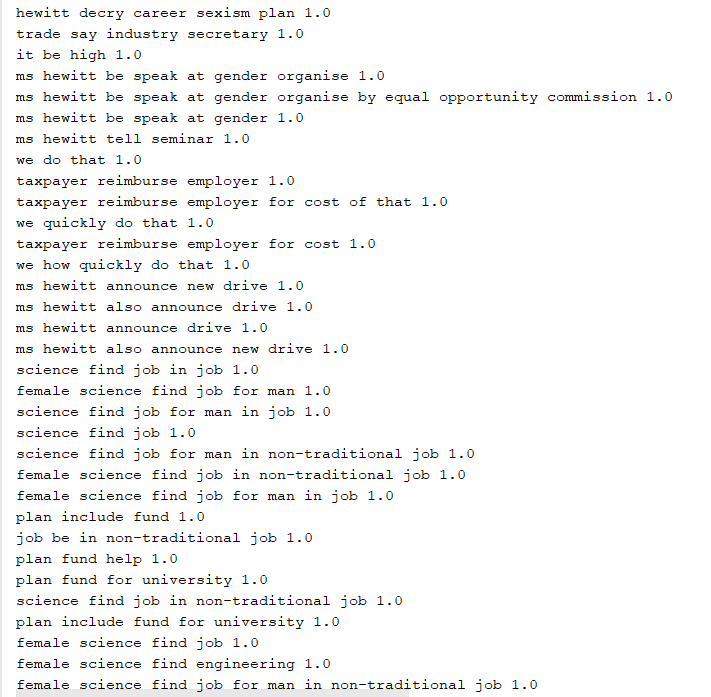 hewitt decry career sexism plan 1.0
trade say industry secretary 1.0
it be high 1.0
ms hewitt be speak at gender organise 1.0
ms hewitt be speak at gender organise by equal opportunity commission 1.0
ms hewitt be speak at gender 1.0
ms hewitt tell seminar 1.0
we do that 1.0
taxpayer reimburse employer 1.0
taxpayer reimburse employer for cost of that 1.0
we quickly do that 1.0
taxpayer reimburse employer for cost 1.0
we how quickly do that 1.0
ms hewitt announce new drive 1.0
ms hewitt also announce drive 1.0
ms hewitt announce drive 1.0
ms hewitt also announce new drive 1.0
science find job in job 1.0
female science find job for man 1.0
science find job for man in job 1.0
science find job 1.0
science find job for man in non-traditional job 1.0
female science find job in non-traditional job 1.0
female science find job for man in job 1.0
plan include fund 1.0
job be in non-traditional job 1.0
plan fund help 1.0
plan fund for university 1.0
science find job in non-traditional job 1.0
plan include fund for university 1.0
female science find job 1.0
female science find engineering 1.0
female science find job for man in non-traditional job 1.0